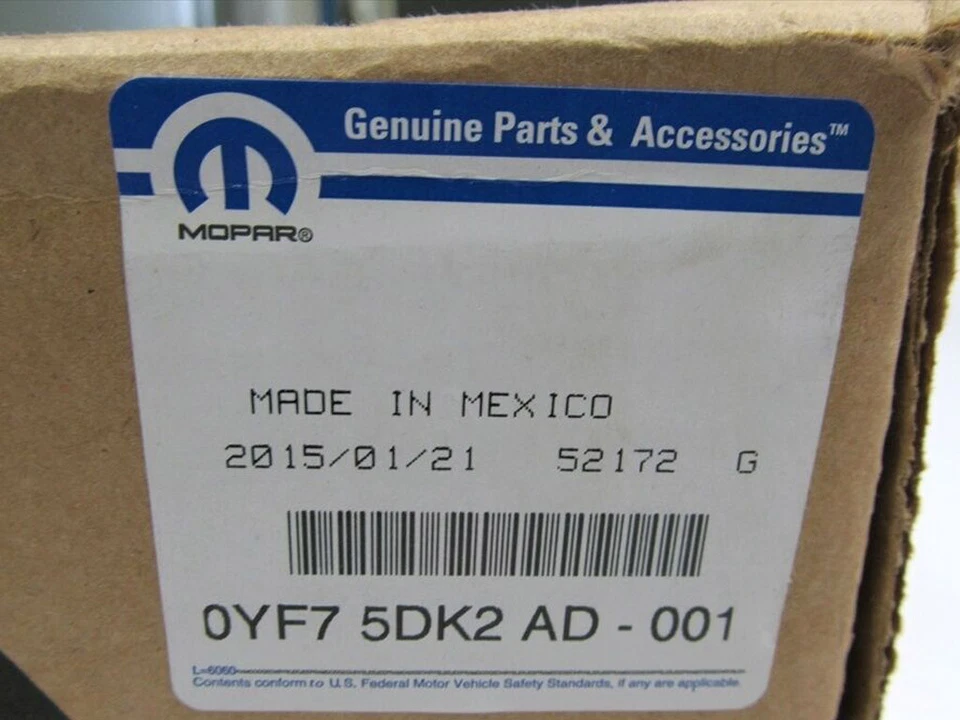 Genuine Parts & Accessories™
MOPAR®
MADE IN MEXICO
2015/01/21 52172 G
0YF7 5DK2 AD - 001
L=6060
Contents conform to U.S. Federal Motor Vehicle Safety Standards, if any are applicable.